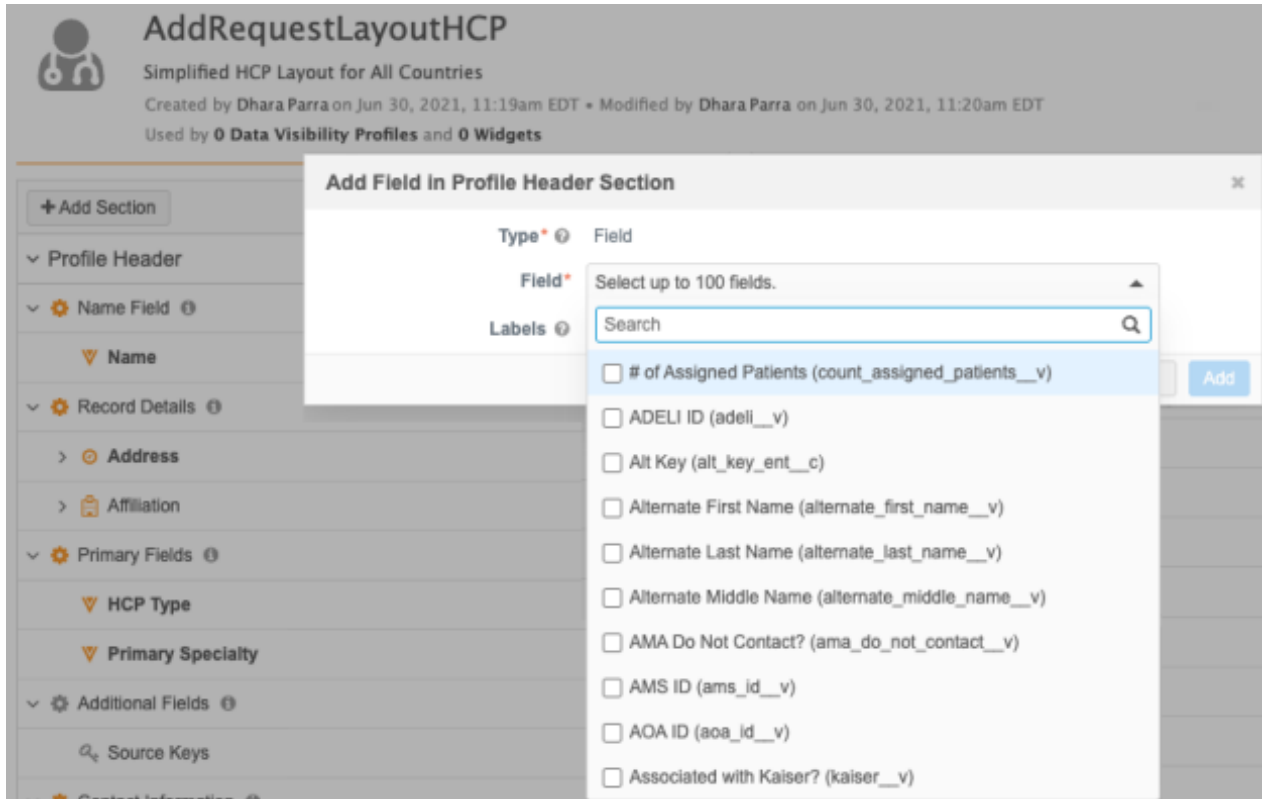 AddRequestLayoutHCP
Simplified HCP Layout for All Countries
Created by Dhara Parra on Jun 30, 2021, 11:19am EDT • Modified by Dhara Parra on Jun 30, 2021, 11:20am EDT
Used by 0 Data Visibility Profiles and 0 Widgets
+ Add Section
Profile Header
Name Field
Name
Record Details
Address
Affiliation
Primary Fields
HCP Type
Primary Specialty
Additional Fields
Source Keys
Contact Information
Add Field in Profile Header Section
Type* Field
Field* Select up to 100 fields.
Labels
Search
# of Assigned Patients (count_assigned_patients__v)
Add
ADELI ID (adeli__v)
Alt Key (alt_key_ent__c)
Alternate First Name (alternate_first_name__v)
Alternate Last Name (alternate_last_name__v)
Alternate Middle Name (alternate_middle_name__v)
AMA Do Not Contact? (ama_do_not_contact__v)
AMS ID (ams_id__v)
AOA ID (aoa_id__v)
Associated with Kaiser? (kaiser__v)